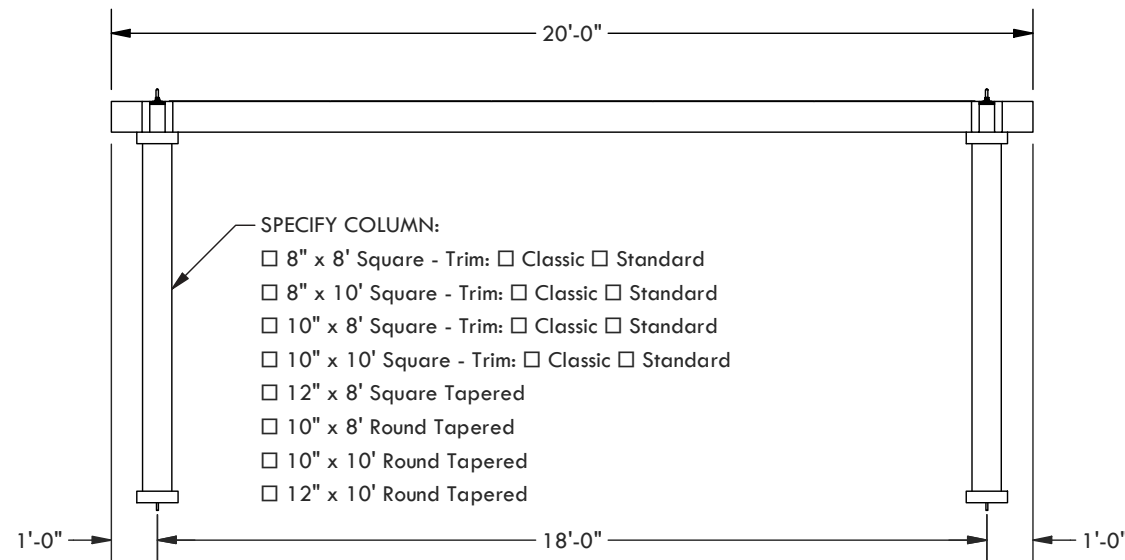 20'-0"
SPECIFY COLUMN:
☐ 8" x 8' Square - Trim: ☐ Classic ☐ Standard
☐ 8" x 10' Square - Trim: ☐ Classic ☐ Standard
☐ 10" x 8' Square - Trim: ☐ Classic ☐ Standard
☐ 10" x 10' Square - Trim: ☐ Classic ☐ Standard
☐ 12" x 8' Square Tapered
☐ 10" x 8' Round Tapered
☐ 10" x 10' Round Tapered
☐ 12" x 10' Round Tapered
1'-0" 18'-0" 1'-0'